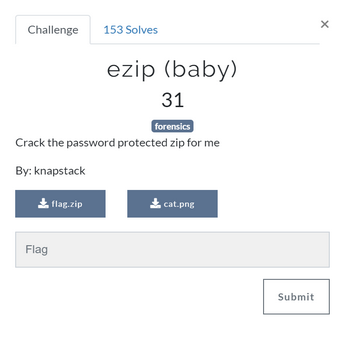 Challenge
153 Solves
×
ezip (baby)
31
forensics
Crack the password protected zip for me
By: knapstack
flag.zip
cat.png
Flag
Submit